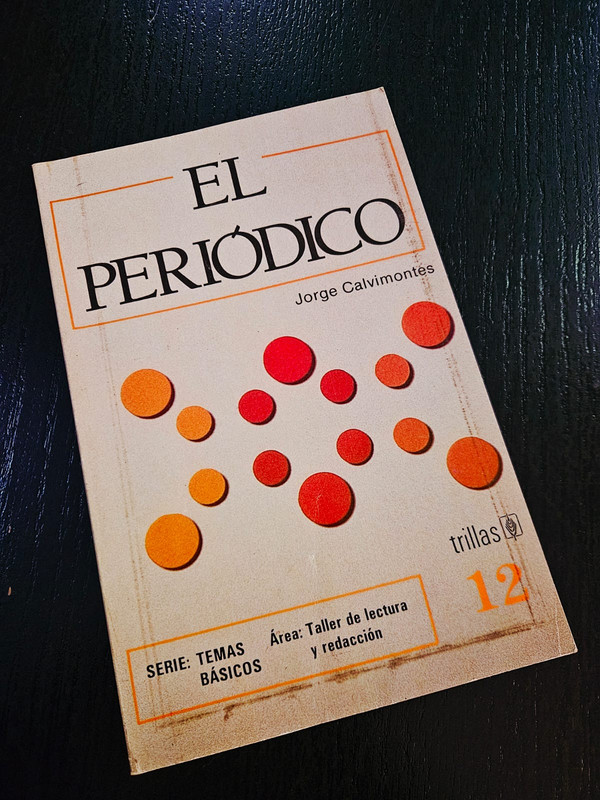 EL
PERIÓDICO
Jorge Calvimontes
trillas
12
SERIE: TEMAS
BÁSICOS
Área: Taller de lectura
y redacción